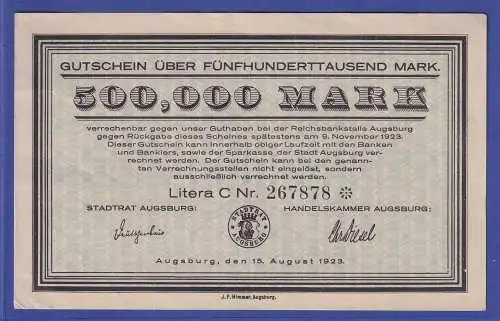 GUTSCHEIN ÜBER FÜNFHUNDERTTAUSEND MARK.
500,000 MARK
verrechenbar gegen unser Guthaben bei der Reichsbankstelle Augsburg
gegen Rückgabe dieses Scheines spätestens am 9. November 1923.
Dieser Gutschein kann innerhalb obiger Laufzeit mit den Banken
und Bankiers, sowie der Sparkasse der Stadt Augsburg ver-
rechnet werden. Der Gutschein kann bei den genann-
ten Verrechnungsstellen nicht eingelöst, sondern
ausschließlich verrechnet werden.
Litera C Nr. 267878 ※
STADTRAT AUGSBURG: HANDELSKAMMER AUGSBURG:
STADTRAT AUGSBURG
Augsburg, den 15. August 1923.
J. P. Himmer, Augsburg.